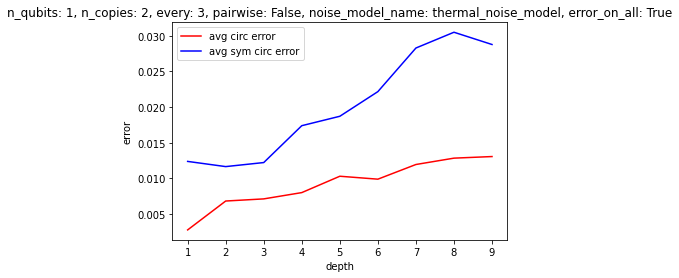 n_qubits: 1, n_copies: 2, every: 3, pairwise: False, noise_model_name: thermal_noise_model, error_on_all: True
avg circ error
avg sym circ error
error
0.030
0.025
0.020
0.015
0.010
0.005
1 2 3 4 5 6 7 8 9
depth